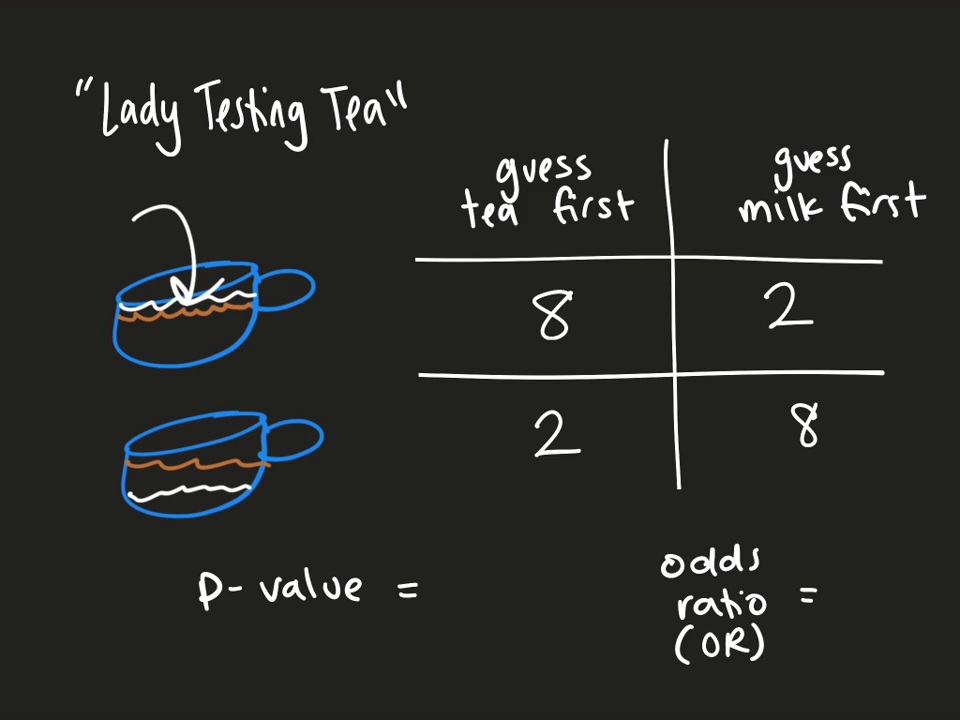 "Lady Testing Tea"
guess
tea first
guess
milk first
8 2
2 8
p-value =
odds
ratio =
(OR)